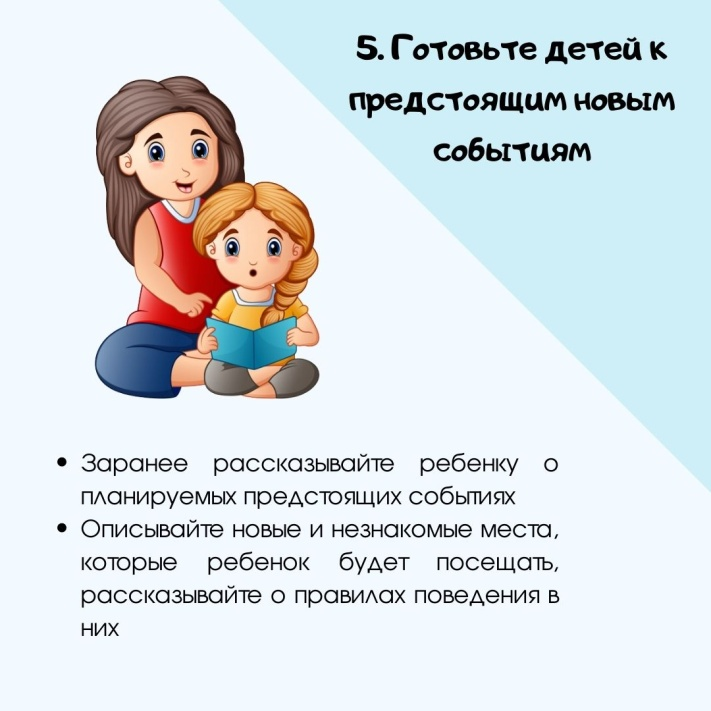 5. Готовьте детей к
предстоящим новым
событиям
• Заранее рассказывайте ребенку о
планируемых предстоящих событиях
• Описывайте новые и незнакомые места,
которые ребенок будет посещать,
рассказывайте о правилах поведения в
них